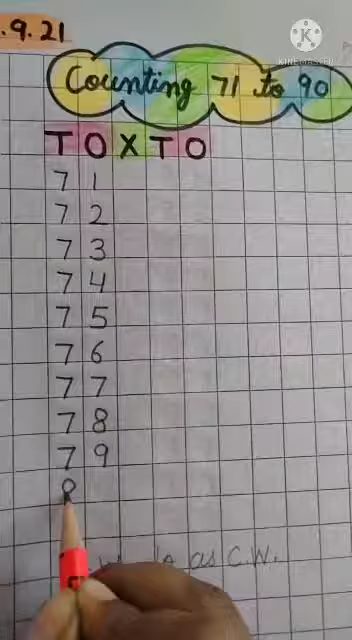 .9.21
KINEMASTER
Counting 71 to 90
T O X T O
7 1
7 2
7 3
7 4
7 5
7 6
7 7
7 8
7 9
8
as C.W.